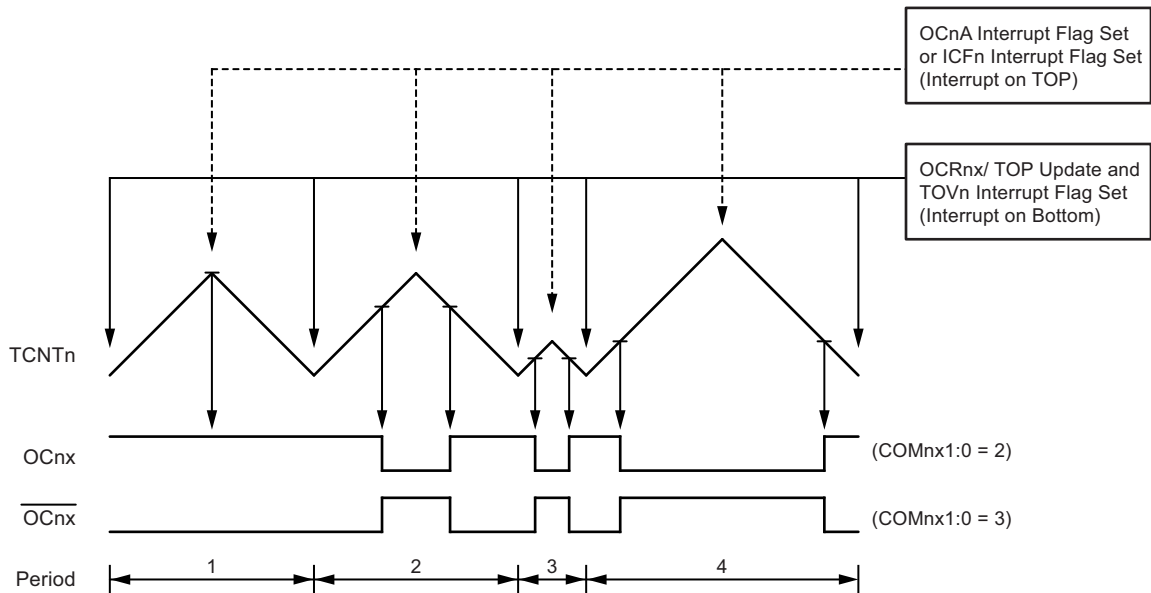 OCnA Interrupt Flag Set
or ICFn Interrupt Flag Set
(Interrupt on TOP)
OCRnx/ TOP Update and
TOVn Interrupt Flag Set
(Interrupt on Bottom)
TCNTn
OCnx
(COMnx1:0 = 2)
OCnx
(COMnx1:0 = 3)
Period
1
2
3
4